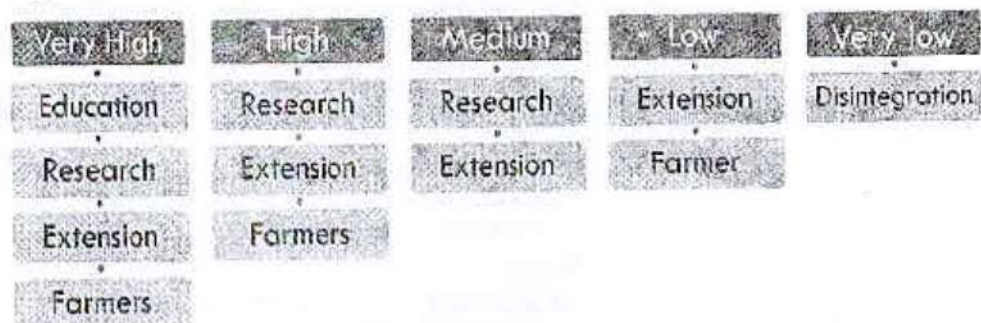 Very High
High
Medium
Low
Very low
Education
Research
Research
Extension
Disintegration
Research
Extension
Extension
Farmer
Extension
Farmers
Farmers